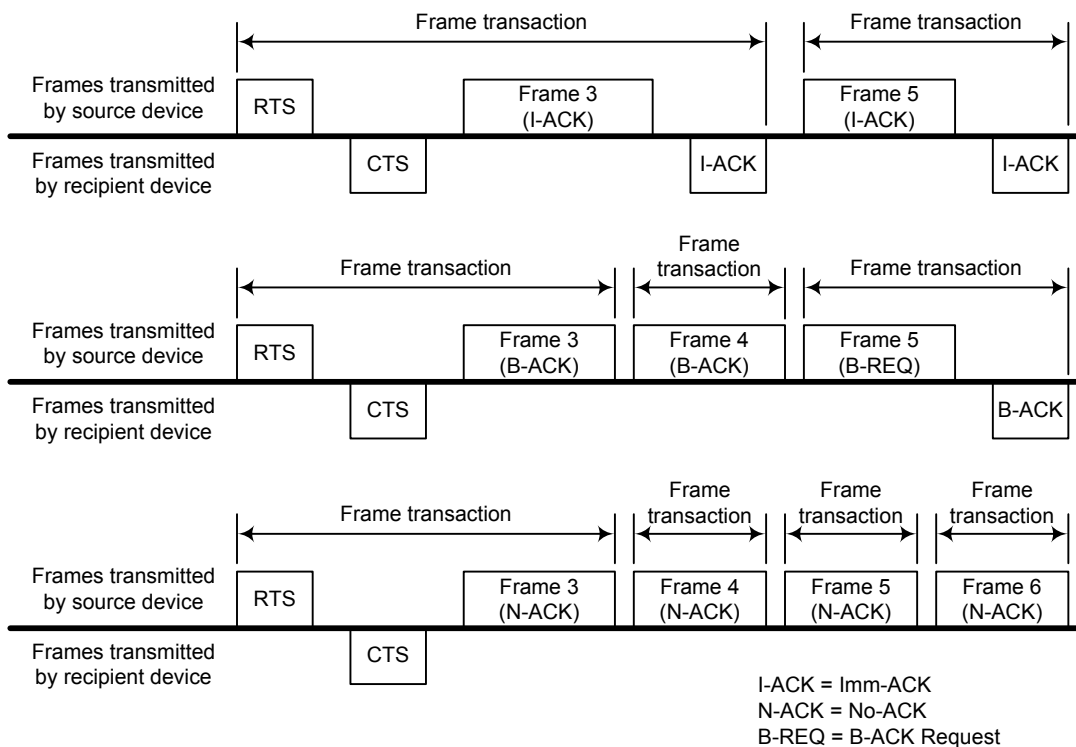 Frame transaction
Frame transaction
Frames transmitted
by source device
RTS
Frame 3
(I-ACK)
Frame 5
(I-ACK)
Frames transmitted
by recipient device
CTS
I-ACK
I-ACK
Frame transaction
Frame
transaction
Frame transaction
Frames transmitted
by source device
RTS
Frame 3
(B-ACK)
Frame 4
(B-ACK)
Frame 5
(B-REQ)
Frames transmitted
by recipient device
CTS
B-ACK
Frame transaction
Frame
transaction
Frame
transaction
Frame
transaction
Frames transmitted
by source device
RTS
Frame 3
(N-ACK)
Frame 4
(N-ACK)
Frame 5
(N-ACK)
Frame 6
(N-ACK)
Frames transmitted
by recipient device
CTS
I-ACK = Imm-ACK
N-ACK = No-ACK
B-REQ = B-ACK Request